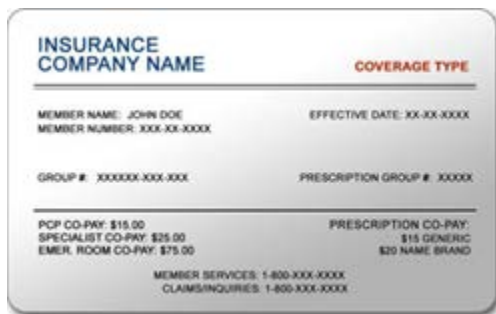 INSURANCE
COMPANY NAME
COVERAGE TYPE
MEMBER NAME: JOHN DOE
EFFECTIVE DATE: XX-XX-XXXX
MEMBER NUMBER: XXX-XX-XXXX
GROUP #: XXXXXX-XXX-XXX
PRESCRIPTION GROUP #: XXXXX
PCP CO-PAY: $15.00
SPECIALIST CO-PAY: $25.00
EMER. ROOM CO-PAY: $75.00
PRESCRIPTION CO-PAY:
$15 GENERIC
$20 NAME BRAND
MEMBER SERVICES: 1-800-XXX-XXXX
CLAIMS/INQUIRIES: 1-800-XXX-XXXX